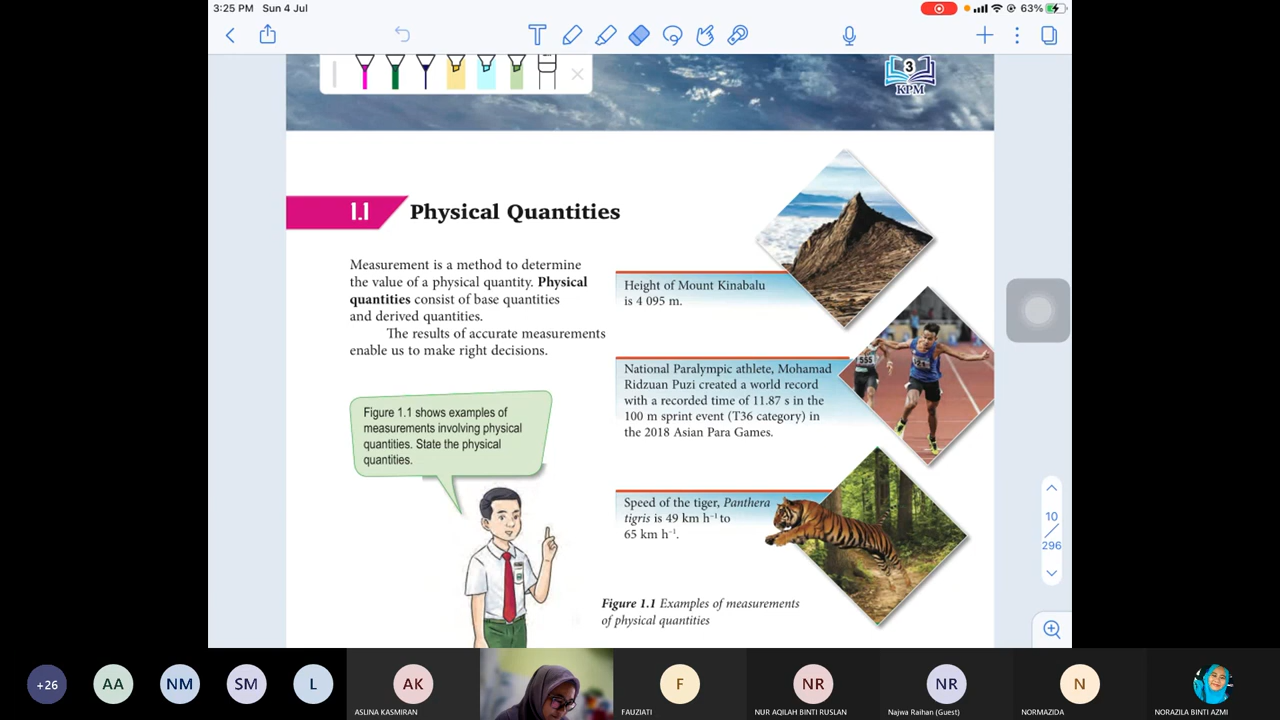 3:25 PM Sun 4 Jul
63%
3
KPM
1.1 Physical Quantities
Measurement is a method to determine
the value of a physical quantity. Physical
quantities consist of base quantities
and derived quantities.
The results of accurate measurements
enable us to make right decisions.
Height of Mount Kinabalu
is 4 095 m.
National Paralympic athlete, Mohamad
Ridzuan Puzi created a world record
with a recorded time of 11.87 s in the
100 m sprint event (T36 category) in
the 2018 Asian Para Games.
555
Figure 1.1 shows examples of
measurements involving physical
quantities. State the physical
quantities.
Speed of the tiger, Panthera
tigris is 49 km h⁻¹ to
65 km h⁻¹.
Figure 1.1 Examples of measurements
of physical quantities
10
296
+26
AA
NM
SM
L
AK
F
NR
NR
N
ASLINA KASMIRAN
FAUZIATI
NUR AQILAH BINTI RUSLAN
Najwa Raihan (Guest)
NORMAZIDA
NORAZILA BINTI AZMI